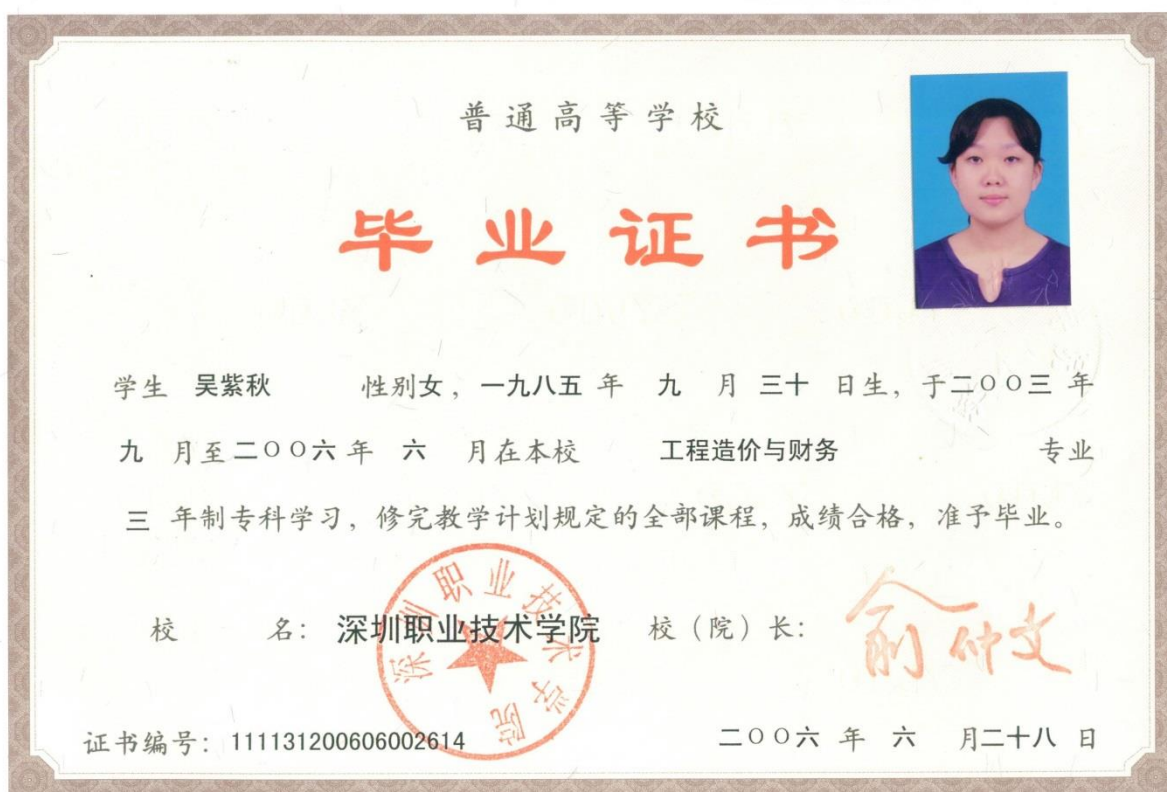 普通高等学校
毕业证书
学生 吴紫秋 性别女，一九八五 年 九 月 三十 日生，于二〇〇三 年
九 月至二〇〇六 年 六 月在本校 工程造价与财务 专业
三 年制专科学习，修完教学计划规定的全部课程，成绩合格，准予毕业。
深圳职业技术学院
校 名：深圳职业技术学院 校（院）长：俞仲文
证书编号：111131200606002614 二〇〇六 年 六 月二十八 日